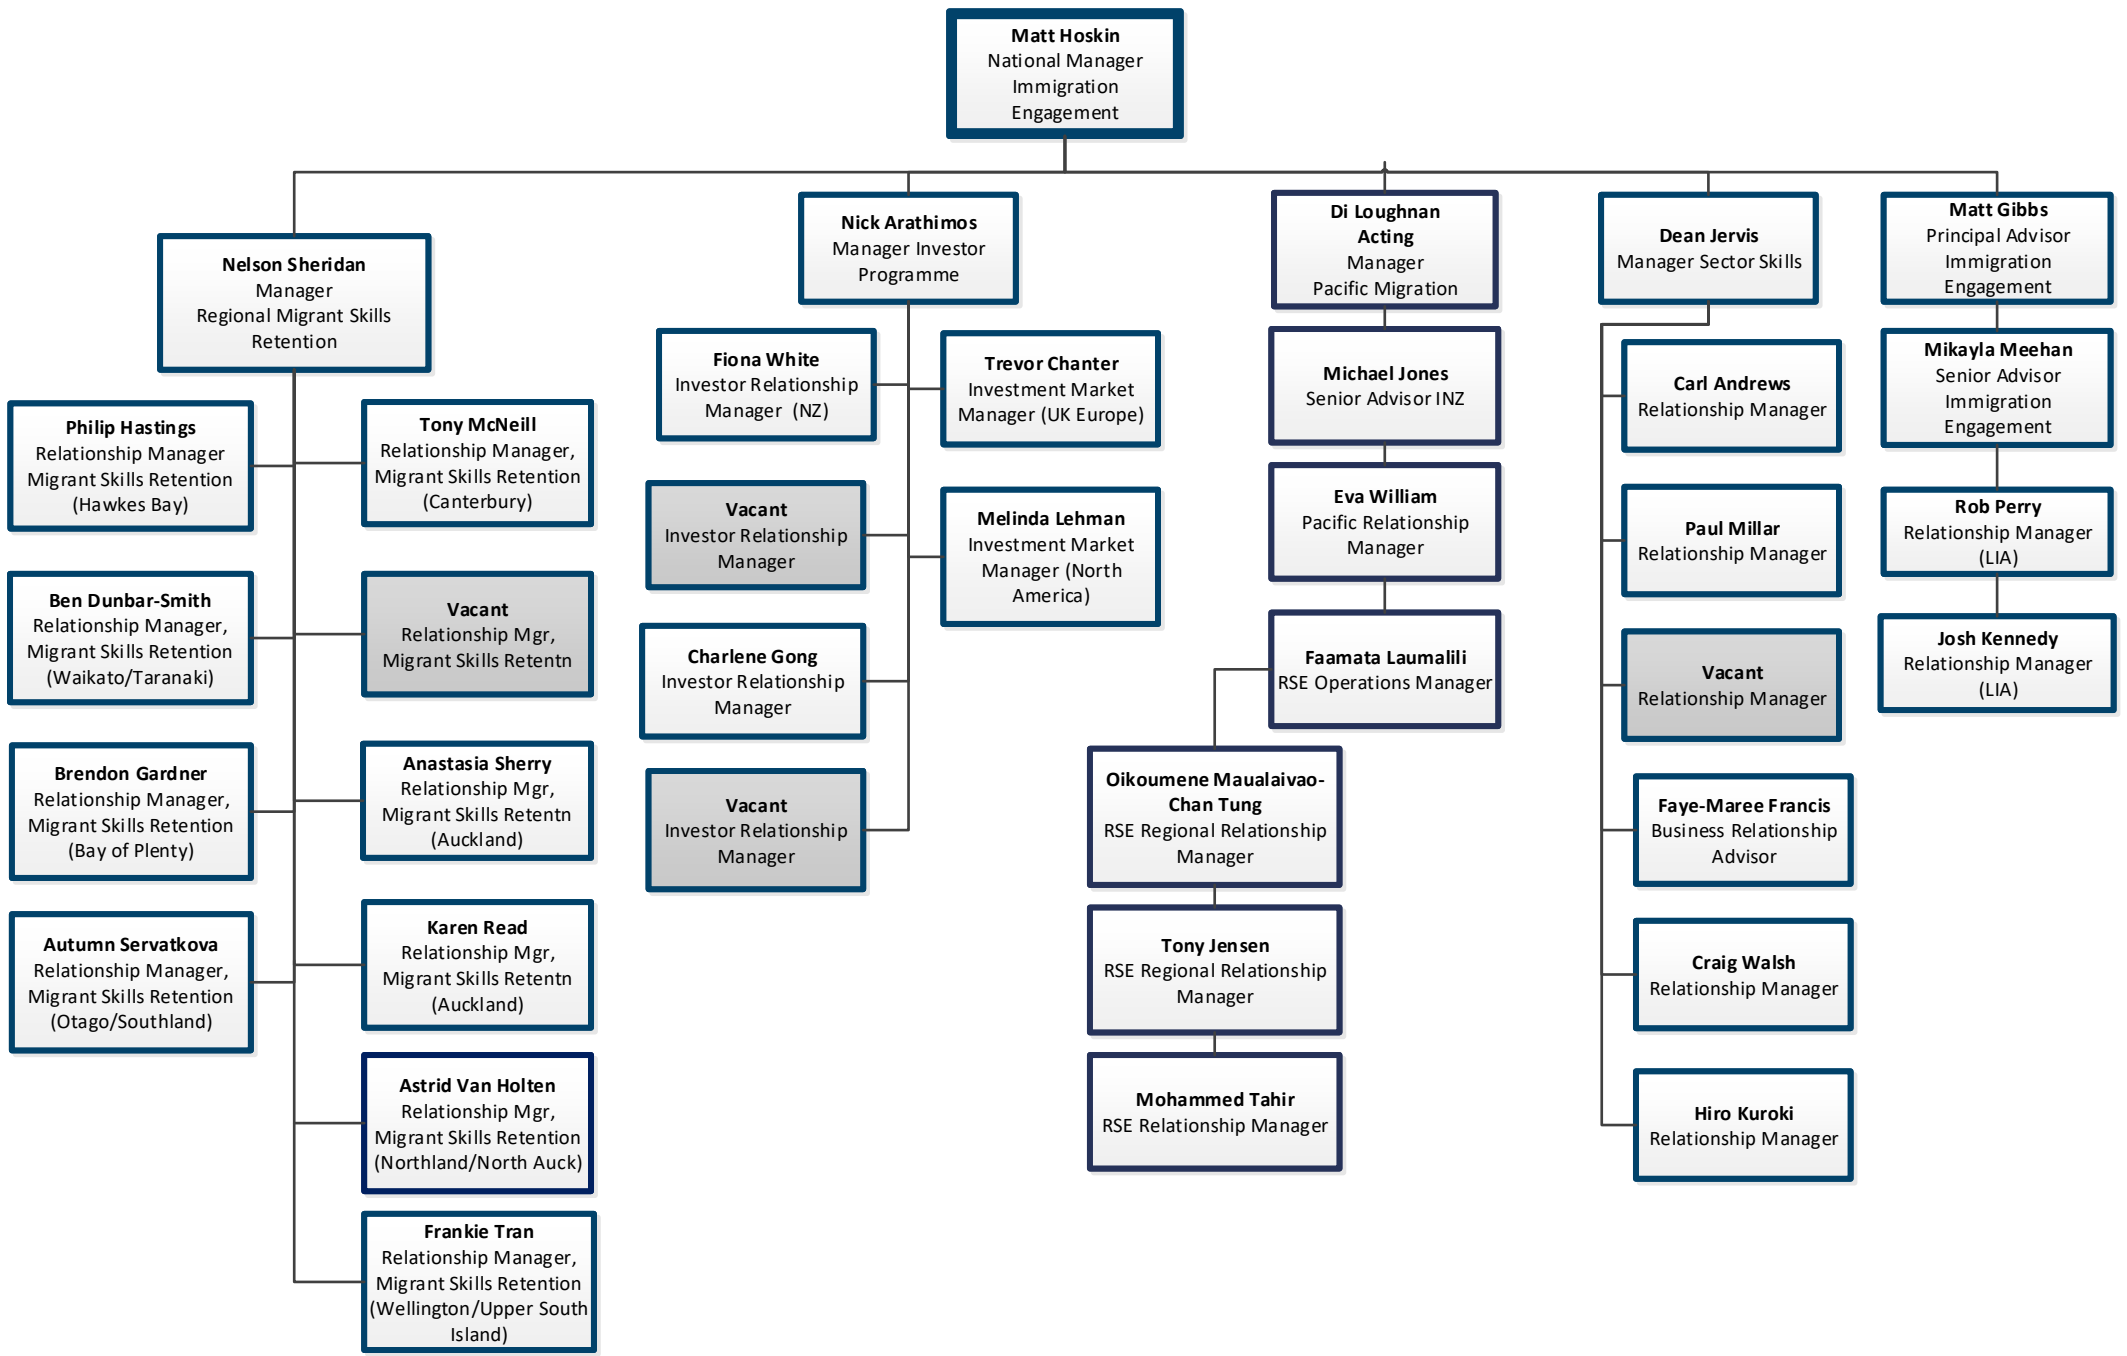 Matt Hoskin
National Manager
Immigration
Engagement
Nelson Sheridan
Manager
Regional Migrant Skills
Retention
Philip Hastings
Relationship Manager
Migrant Skills Retention
(Hawkes Bay)
Tony McNeill
Relationship Manager,
Migrant Skills Retention
(Canterbury)
Ben Dunbar-Smith
Relationship Manager,
Migrant Skills Retention
(Waikato/Taranaki)
Vacant
Relationship Mgr,
Migrant Skills Retentn
Brendon Gardner
Relationship Manager,
Migrant Skills Retention
(Bay of Plenty)
Anastasia Sherry
Relationship Mgr,
Migrant Skills Retentn
(Auckland)
Autumn Servatkova
Relationship Manager,
Migrant Skills Retention
(Otago/Southland)
Karen Read
Relationship Mgr,
Migrant Skills Retentn
(Auckland)
Astrid Van Holten
Relationship Mgr,
Migrant Skills Retention
(Northland/North Auck)
Frankie Tran
Relationship Manager,
Migrant Skills Retention
(Wellington/Upper South
Island)
Nick Arathimos
Manager Investor
Programme
Fiona White
Investor Relationship
Manager (NZ)
Trevor Chanter
Investment Market
Manager (UK Europe)
Vacant
Investor Relationship
Manager
Melinda Lehman
Investment Market
Manager (North
America)
Charlene Gong
Investor Relationship
Manager
Vacant
Investor Relationship
Manager
Di Loughnan
Acting
Manager
Pacific Migration
Michael Jones
Senior Advisor INZ
Eva William
Pacific Relationship
Manager
Faamata Laumalili
RSE Operations Manager
Oikoumene Maualaivao-
Chan Tung
RSE Regional Relationship
Manager
Tony Jensen
RSE Regional Relationship
Manager
Mohammed Tahir
RSE Relationship Manager
Dean Jervis
Manager Sector Skills
Carl Andrews
Relationship Manager
Paul Millar
Relationship Manager
Vacant
Relationship Manager
Faye-Maree Francis
Business Relationship
Advisor
Craig Walsh
Relationship Manager
Hiro Kuroki
Relationship Manager
Matt Gibbs
Principal Advisor
Immigration
Engagement
Mikayla Meehan
Senior Advisor
Immigration
Engagement
Rob Perry
Relationship Manager
(LIA)
Josh Kennedy
Relationship Manager
(LIA)